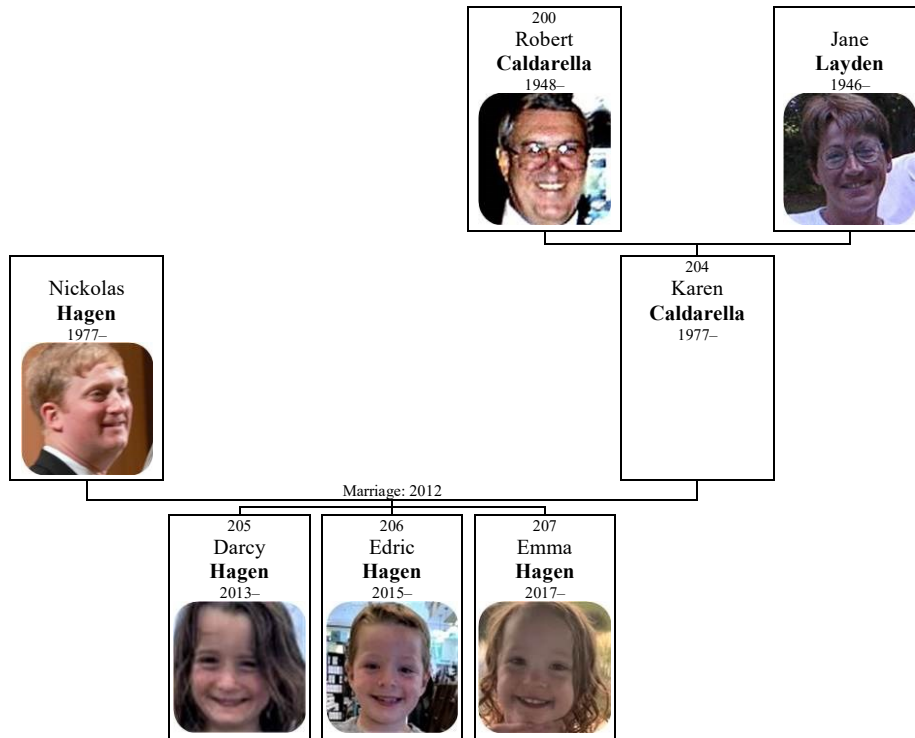 200
Robert
Caldarella
1948–
Jane
Layden
1946–
Nickolas
Hagen
1977–
204
Karen
Caldarella
1977–
Marriage: 2012
205
Darcy
Hagen
2013–
206
Edric
Hagen
2015–
207
Emma
Hagen
2017–